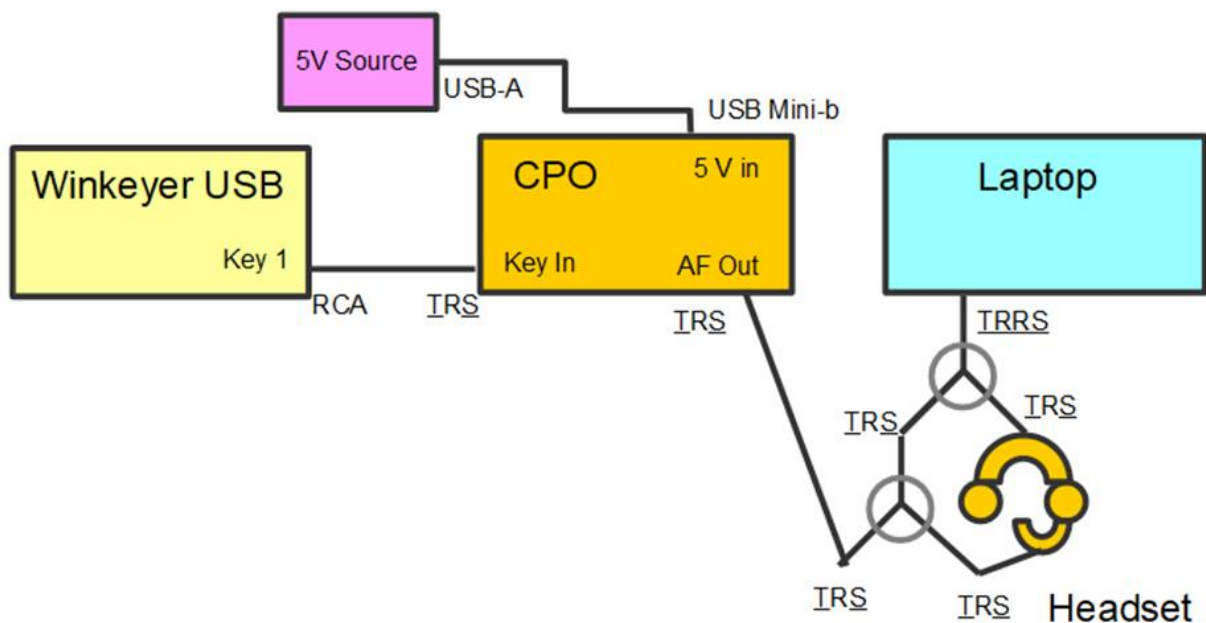 5V Source
USB-A
USB Mini-b
Winkeyer USB
CPO
5 V in
Laptop
Key 1
Key In
AF Out
RCA
TRS
TRS
TRRS
TRS
TRS
TRS
TRS
Headset